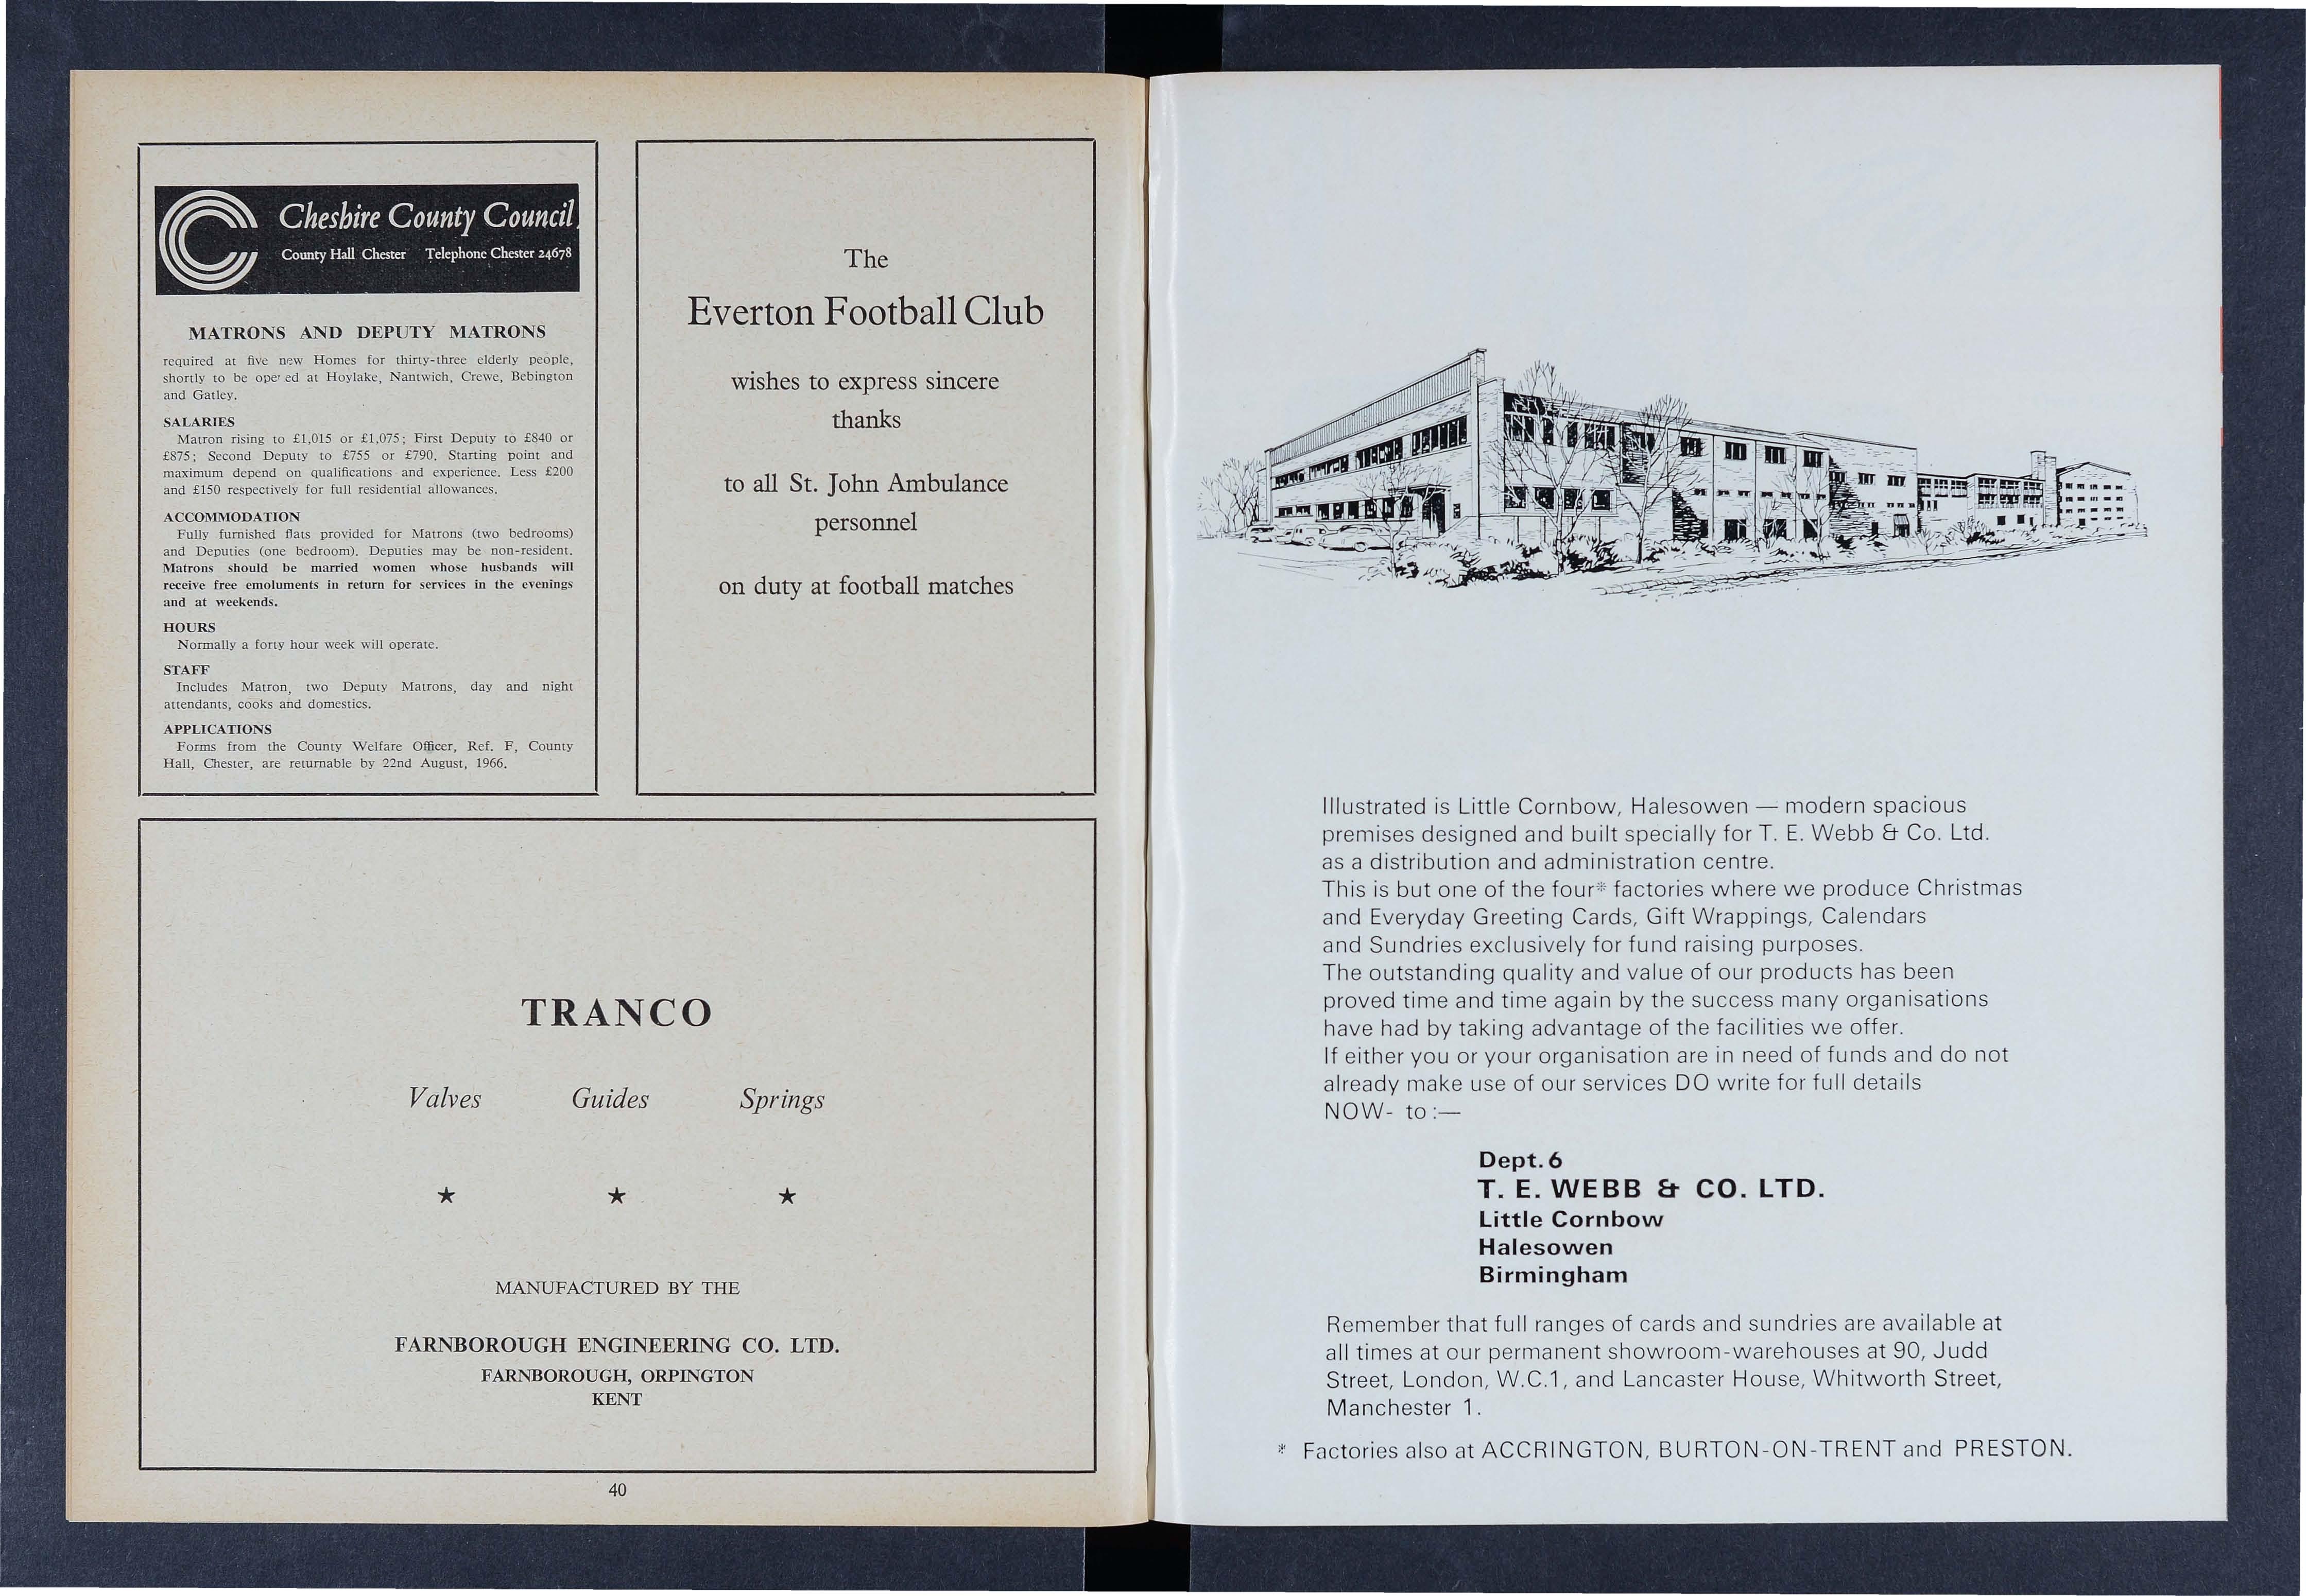 Cheshire County Council
County Hall Chester Telephone Chester 24678
MATRONS AND DEPUTY MATRONS
required at five new Homes for thirty-three elderly people,
shortly to be opened at Hoylake, Nantwich, Crewe, Bebington
and Gatley.
SALARIES
Matron rising to £1,015 or £1,075; First Deputy to £840 or
£875; Second Deputy to £755 or £790. Starting point and
maximum depend on qualifications and experience. Less £200
and £150 respectively for full residential allowances.
ACCOMMODATION
Fully furnished flats provided for Matrons (two bedrooms)
and Deputies (one bedroom). Deputies may be non-resident.
Matrons should be married women whose husbands will
receive free emoluments in return for services in the evenings
and at weekends.
HOURS
Normally a forty hour week will operate.
STAFF
Includes Matron, two Deputy Matrons, day and night
attendants, cooks and domestics.
APPLICATIONS
Forms from the County Welfare Officer, Ref. F, County
Hall, Chester, are returnable by 22nd August, 1966.
The
Everton Football Club
wishes to express sincere
thanks
to all St. John Ambulance
personnel
on duty at football matches
TRANCO
Valves Guides Springs
★ ★ ★
MANUFACTURED BY THE
FARNBOROUGH ENGINEERING CO. LTD.
FARNBOROUGH, ORPINGTON
KENT
40
Illustrated is Little Cornbow, Halesowen — modern spacious
premises designed and built specially for T. E. Webb & Co. Ltd.
as a distribution and administration centre.
This is but one of the four* factories where we produce Christmas
and Everyday Greeting Cards, Gift Wrappings, Calendars
and Sundries exclusively for fund raising purposes.
The outstanding quality and value of our products has been
proved time and time again by the success many organisations
have had by taking advantage of the facilities we offer.
If either you or your organisation are in need of funds and do not
already make use of our services DO write for full details
NOW- to :—
Dept. 6
T. E. WEBB & CO. LTD.
Little Cornbow
Halesowen
Birmingham
Remember that full ranges of cards and sundries are available at
all times at our permanent showroom-warehouses at 90, Judd
Street, London, W.C.1, and Lancaster House, Whitworth Street,
Manchester 1.
* Factories also at ACCRINGTON, BURTON-ON-TRENT and PRESTON.